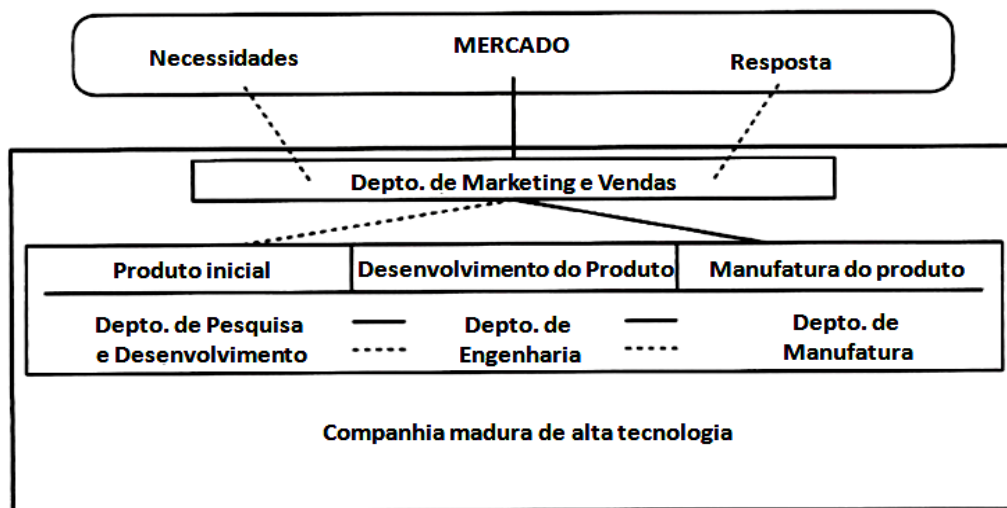 MERCADO
Necessidades
Resposta
Depto. de Marketing e Vendas
Produto inicial
Desenvolvimento do Produto
Manufatura do produto
Depto. de Pesquisa
e Desenvolvimento
Depto. de
Engenharia
Depto. de
Manufatura
Companhia madura de alta tecnologia